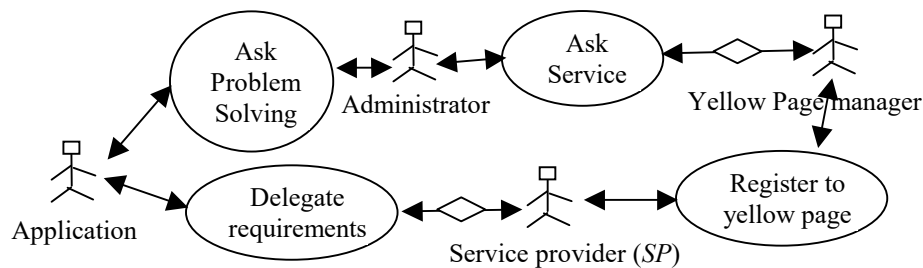 Ask
Problem
Solving
Administrator
Ask
Service
Yellow Page manager
Application
Delegate
requirements
Service provider (SP)
Register to
yellow page